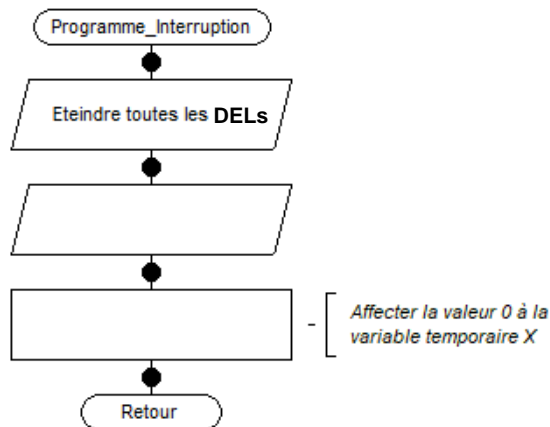 Programme_Interruption
Eteindre toutes les DELs
Affecter la valeur 0 à la
variable temporaire X
Retour